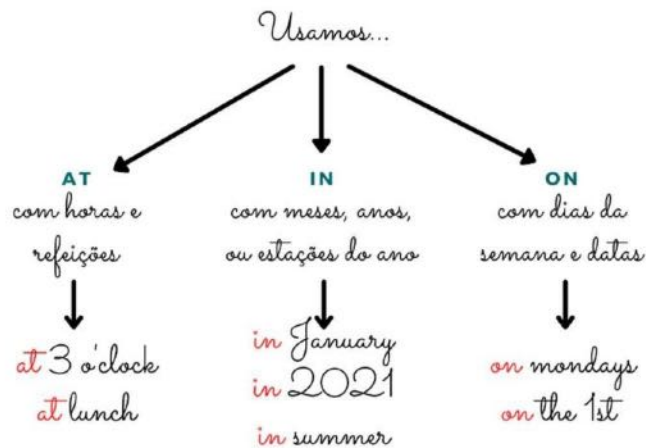 Usamos...
AT
com horas e
refeições
at 3 o'clock
at lunch
IN
com meses, anos,
ou estações do ano
in January
in 2021
in summer
ON
com dias da
semana e datas
on mondays
on the 1st